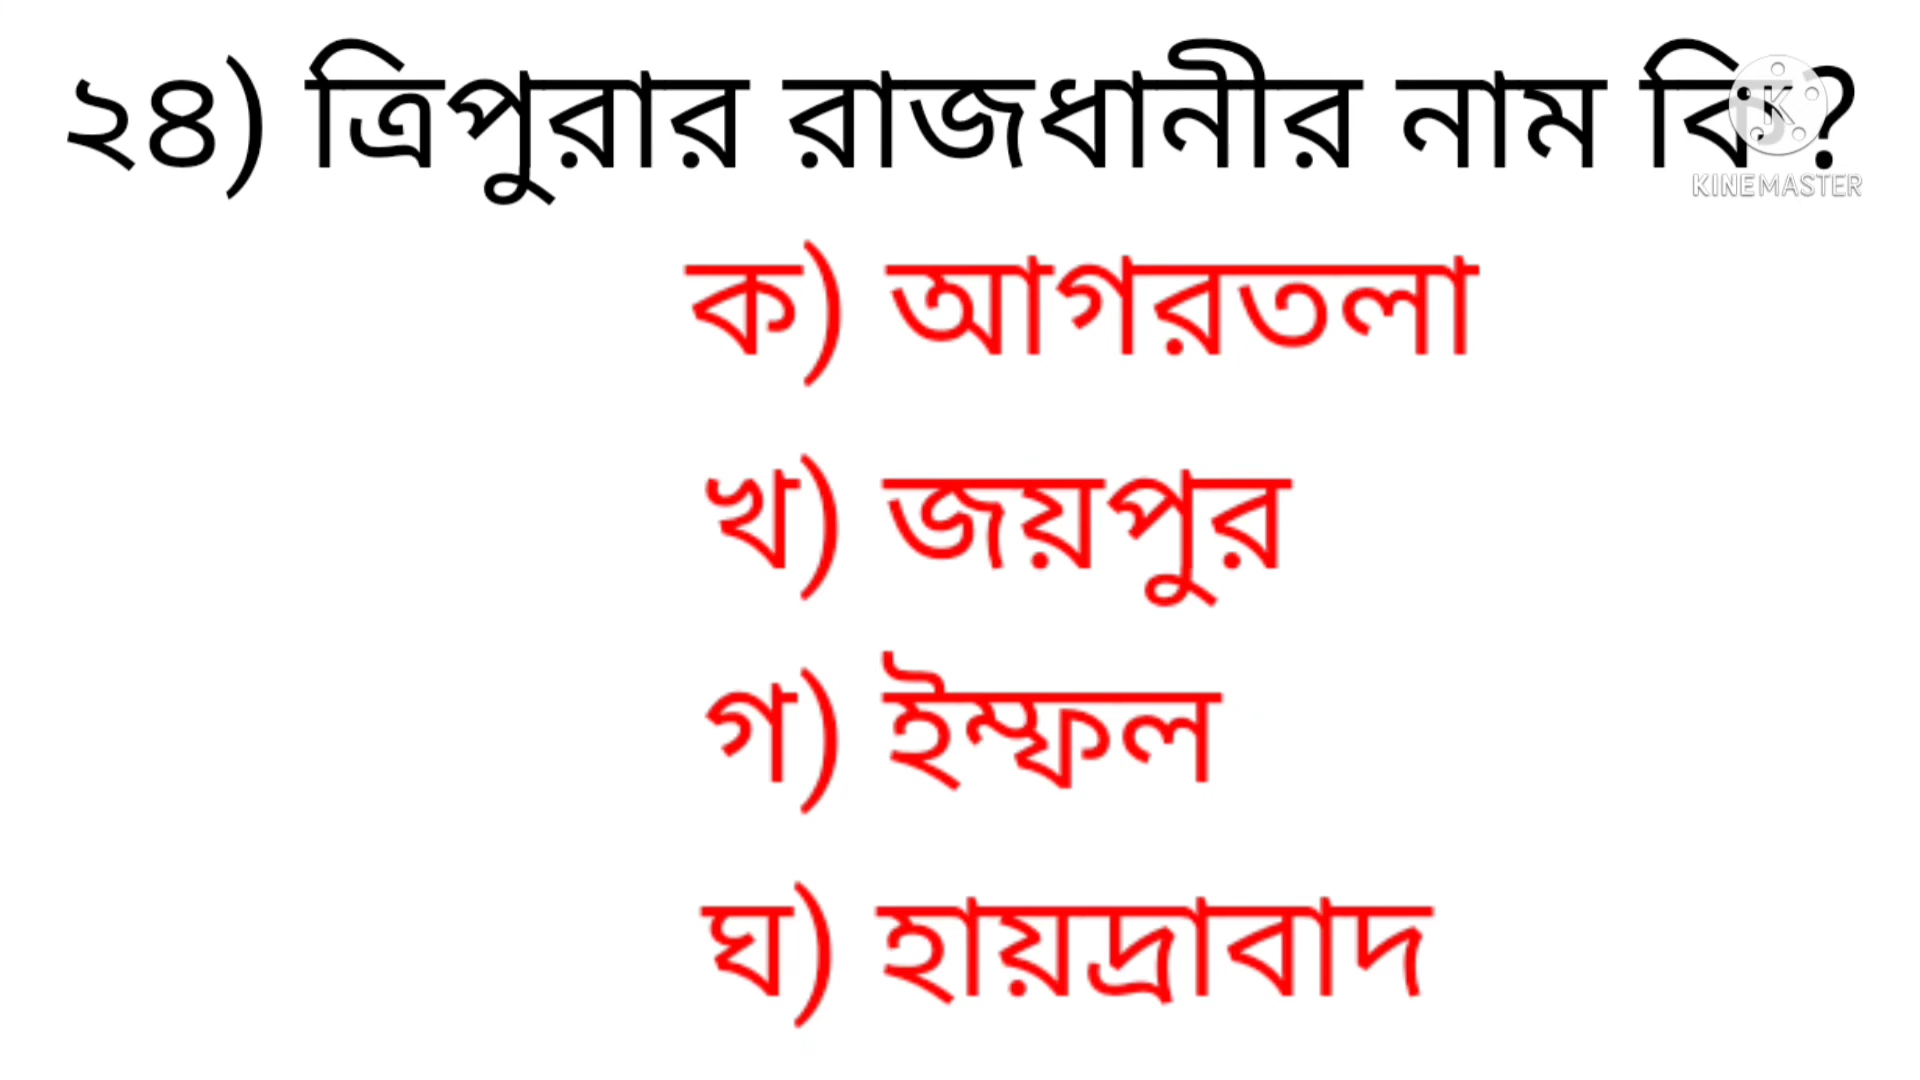 ২৪) ত্রিপুরার রাজধানীর নাম কি?
KINEMASTER
ক) আগরতলা
খ) জয়পুর
গ) ইম্ফল
ঘ) হায়দ্রাবাদ